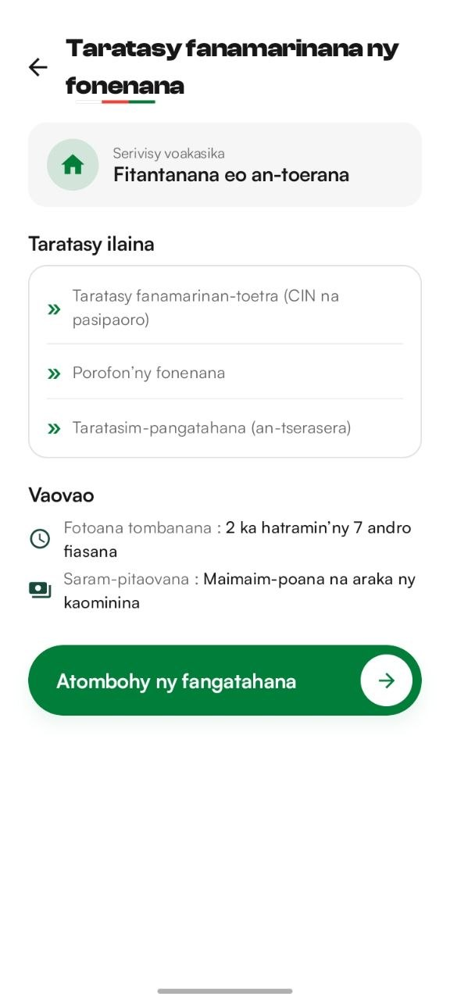 Taratasy fanamarinana ny
fonenana
Serivisy voakasika
Fitantanana eo an-toerana
Taratasy ilaina
Taratasy fanamarinan-toetra (CIN na
pasipaoro)
Porofon’ny fonenana
Taratasim-pangatahana (an-tserasera)
Vaovao
Fotoana tombanana : 2 ka hatramin’ny 7 andro
fiasana
Saram-pitaovana : Maimaim-poana na araka ny
kaominina
Atombohy ny fangatahana